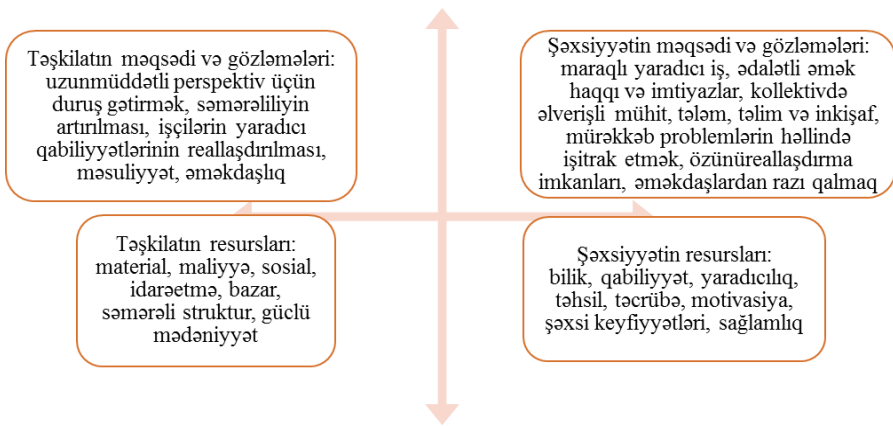 Təşkilatın məqsədi və gözləmələri:
uzunmüddətli perspektiv üçün
duruş gətirmək, səmərəliliyin
artırılması, işçilərin yaradıcı
qabiliyyətlərinin reallaşdırılması,
məsuliyyət, əməkdaşlıq
Şəxsiyyətin məqsədi və gözləmələri:
maraqlı yaradıcı iş, ədalətli əmək
haqqı və imtiyazlar, kollektivdə
əlverişli mühit, tələm, təlim və inkişaf,
mürəkkəb problemlərin həllində
işitrak etmək, özünüreallaşdırma
imkanları, əməkdaşlardan razı qalmaq
Təşkilatın resursları:
material, maliyyə, sosial,
idarəetmə, bazar,
səmərəli struktur, güclü
mədəniyyət
Şəxsiyyətin resursları:
bilik, qabiliyyət, yaradıcılıq,
təhsil, təcrübə, motivasiya,
şəxsi keyfiyyətləri, sağlamlıq